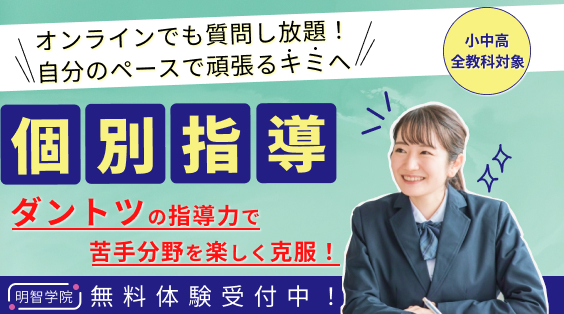 オンラインでも質問し放題！
自分のペースで頑張るキミへ
小中高
全教科対象
個別指導
ダントツの指導力で
苦手分野を楽しく克服！
明智学院
無料体験受付中！